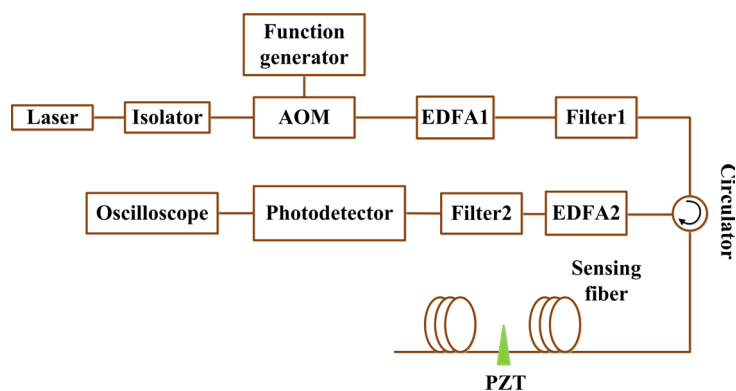 Function
generator
Laser
Isolator
AOM
EDFA1
Filter1
Circulator
Oscilloscope
Photodetector
Filter2
EDFA2
Sensing
fiber
PZT